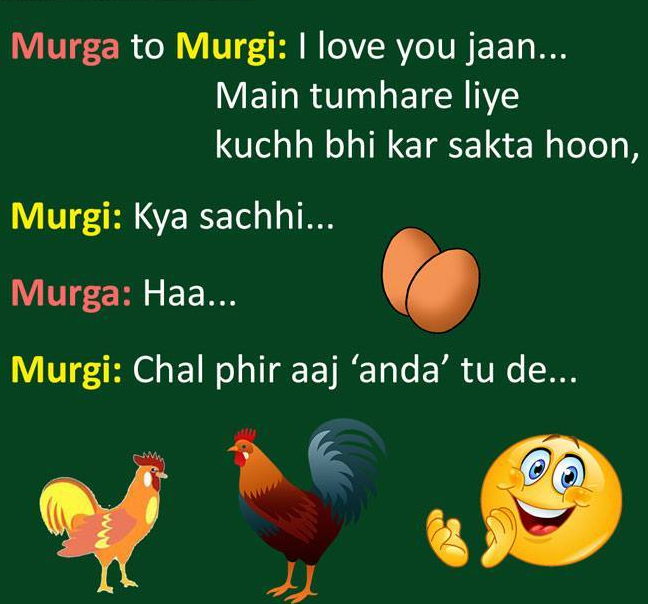 Murga to Murgi: I love you jaan...
Main tumhare liye
kuchh bhi kar sakta hoon,
Murgi: Kya sachhi...
Murga: Haa...
Murgi: Chal phir aaj ‘anda’ tu de...